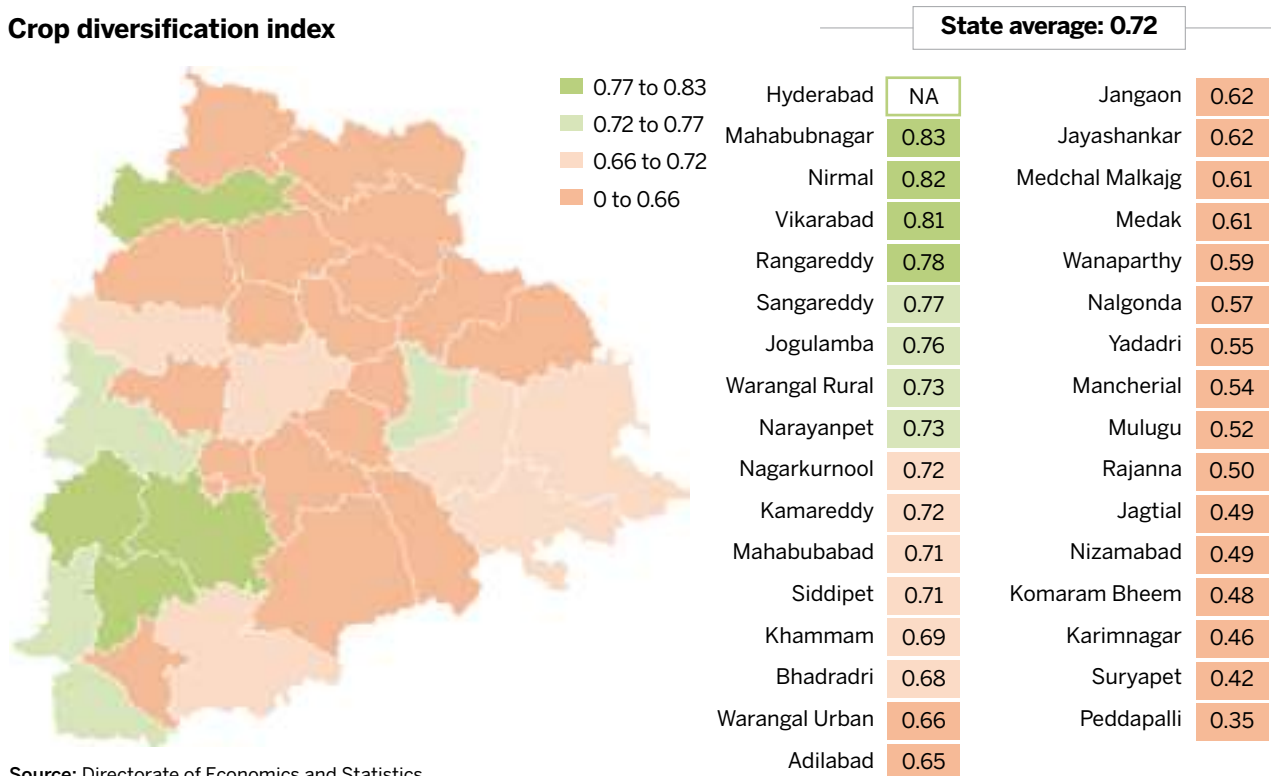 Crop diversification index
State average: 0.72
0.77 to 0.83
0.72 to 0.77
0.66 to 0.72
0 to 0.66
Hyderabad NA
Mahabubnagar 0.83
Nirmal 0.82
Vikarabad 0.81
Rangareddy 0.78
Sangareddy 0.77
Jogulamba 0.76
Warangal Rural 0.73
Narayanpet 0.73
Nagarkurnool 0.72
Kamareddy 0.72
Mahabubabad 0.71
Siddipet 0.71
Khammam 0.69
Bhadradri 0.68
Warangal Urban 0.66
Adilabad 0.65
Jangaon 0.62
Jayashankar 0.62
Medchal Malkajg 0.61
Medak 0.61
Wanaparthy 0.59
Nalgonda 0.57
Yadadri 0.55
Mancherial 0.54
Mulugu 0.52
Rajanna 0.50
Jagtial 0.49
Nizamabad 0.49
Komaram Bheem 0.48
Karimnagar 0.46
Suryapet 0.42
Peddapalli 0.35
Source: Directorate of Economics and Statistics